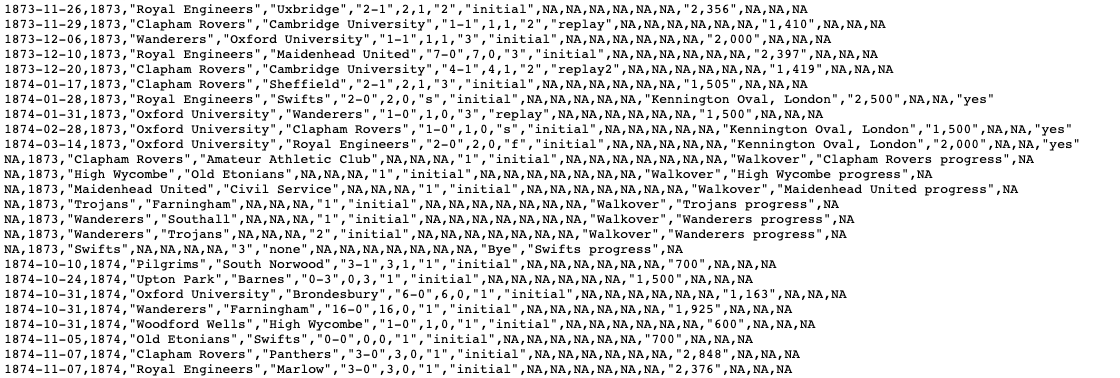 1873-11-26,1873,"Royal Engineers","Uxbridge","2-1",2,1,"2","initial",NA,NA,NA,NA,NA,NA,"2,356",NA,NA,NA
1873-11-29,1873,"Clapham Rovers","Cambridge University","1-1",1,1,"2","replay",NA,NA,NA,NA,NA,NA,"1,410",NA,NA,NA
1873-12-06,1873,"Wanderers","Oxford University","1-1",1,1,"3","initial",NA,NA,NA,NA,NA,NA,"2,000",NA,NA,NA
1873-12-10,1873,"Royal Engineers","Maidenhead United","7-0",7,0,"3","initial",NA,NA,NA,NA,NA,NA,"2,397",NA,NA,NA
1873-12-20,1873,"Clapham Rovers","Cambridge University","4-1",4,1,"2","replay2",NA,NA,NA,NA,NA,NA,"1,419",NA,NA,NA
1874-01-17,1873,"Clapham Rovers","Sheffield","2-1",2,1,"3","initial",NA,NA,NA,NA,NA,NA,"1,505",NA,NA,NA
1874-01-28,1873,"Royal Engineers","Swifts","2-0",2,0,"s","initial",NA,NA,NA,NA,NA,"Kennington Oval, London","2,500",NA,NA,"yes"
1874-01-31,1873,"Oxford University","Wanderers","1-0",1,0,"3","replay",NA,NA,NA,NA,NA,NA,"1,500",NA,NA,NA
1874-02-28,1873,"Oxford University","Clapham Rovers","1-0",1,0,"s","initial",NA,NA,NA,NA,NA,"Kennington Oval, London","1,500",NA,NA,"yes"
1874-03-14,1873,"Oxford University","Royal Engineers","2-0",2,0,"f","initial",NA,NA,NA,NA,NA,"Kennington Oval, London","2,000",NA,NA,"yes"
NA,1873,"Clapham Rovers","Amateur Athletic Club",NA,NA,NA,"1","initial",NA,NA,NA,NA,NA,NA,NA,"Walkover","Clapham Rovers progress",NA
NA,1873,"High Wycombe","Old Etonians",NA,NA,NA,"1","initial",NA,NA,NA,NA,NA,NA,NA,"Walkover","High Wycombe progress",NA
NA,1873,"Maidenhead United","Civil Service",NA,NA,NA,"1","initial",NA,NA,NA,NA,NA,NA,NA,"Walkover","Maidenhead United progress",NA
NA,1873,"Trojans","Farningham",NA,NA,NA,"1","initial",NA,NA,NA,NA,NA,NA,NA,"Walkover","Trojans progress",NA
NA,1873,"Wanderers","Southall",NA,NA,NA,"1","initial",NA,NA,NA,NA,NA,NA,NA,"Walkover","Wanderers progress",NA
NA,1873,"Wanderers","Trojans",NA,NA,NA,"2","initial",NA,NA,NA,NA,NA,NA,NA,"Walkover","Wanderers progress",NA
NA,1873,"Swifts",NA,NA,NA,NA,"3","none",NA,NA,NA,NA,NA,NA,NA,"Bye","Swifts progress",NA
1874-10-10,1874,"Pilgrims","South Norwood","3-1",3,1,"1","initial",NA,NA,NA,NA,NA,NA,"700",NA,NA,NA
1874-10-24,1874,"Upton Park","Barnes","0-3",0,3,"1","initial",NA,NA,NA,NA,NA,NA,"1,500",NA,NA,NA
1874-10-31,1874,"Oxford University","Brondesbury","6-0",6,0,"1","initial",NA,NA,NA,NA,NA,NA,"1,163",NA,NA,NA
1874-10-31,1874,"Wanderers","Farningham","16-0",16,0,"1","initial",NA,NA,NA,NA,NA,NA,"1,925",NA,NA,NA
1874-10-31,1874,"Woodford Wells","High Wycombe","1-0",1,0,"1","initial",NA,NA,NA,NA,NA,NA,"600",NA,NA,NA
1874-11-05,1874,"Old Etonians","Swifts","0-0",0,0,"1","initial",NA,NA,NA,NA,NA,NA,"700",NA,NA,NA
1874-11-07,1874,"Clapham Rovers","Panthers","3-0",3,0,"1","initial",NA,NA,NA,NA,NA,NA,"2,848",NA,NA,NA
1874-11-07,1874,"Royal Engineers","Marlow","3-0",3,0,"1","initial",NA,NA,NA,NA,NA,NA,"2,376",NA,NA,NA